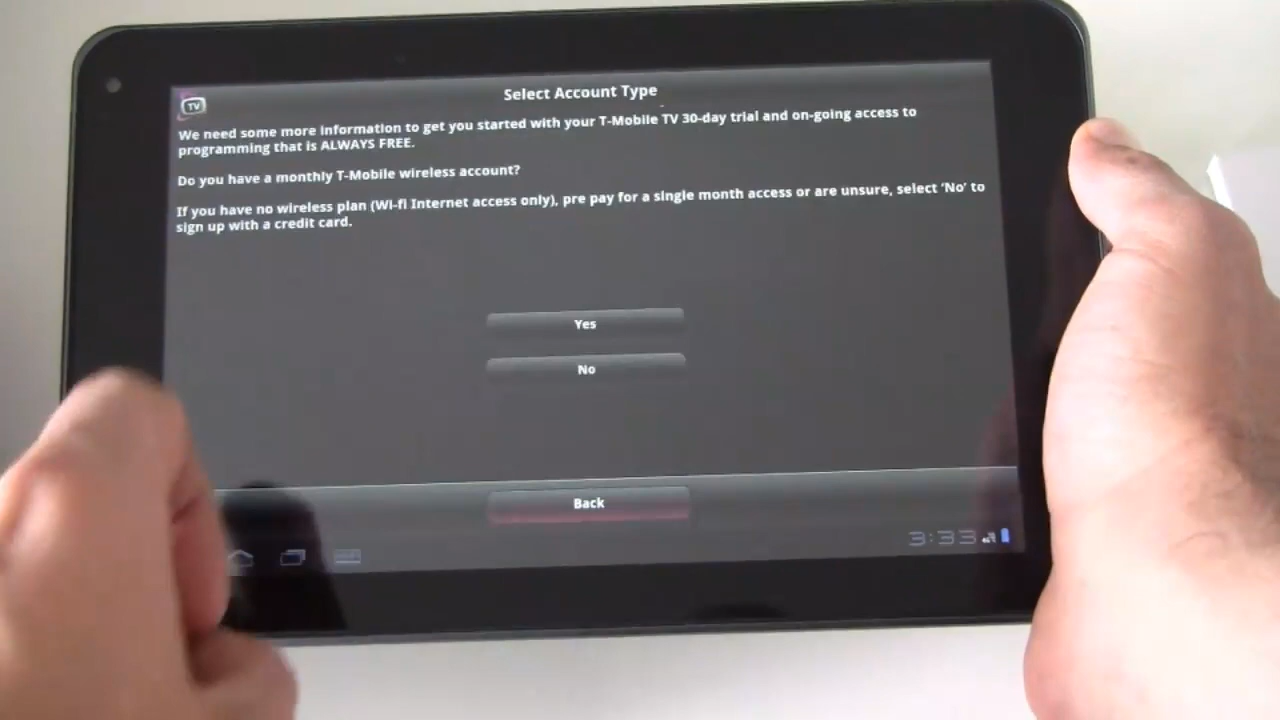 TV
Select Account Type
We need some more information to get you started with your T-Mobile TV 30-day trial and on-going access to
programming that is ALWAYS FREE.
Do you have a monthly T-Mobile wireless account?
If you have no wireless plan (Wi-fi Internet access only), pre pay for a single month access or are unsure, select ‘No’ to
sign up with a credit card.
Yes
No
Back
3:33